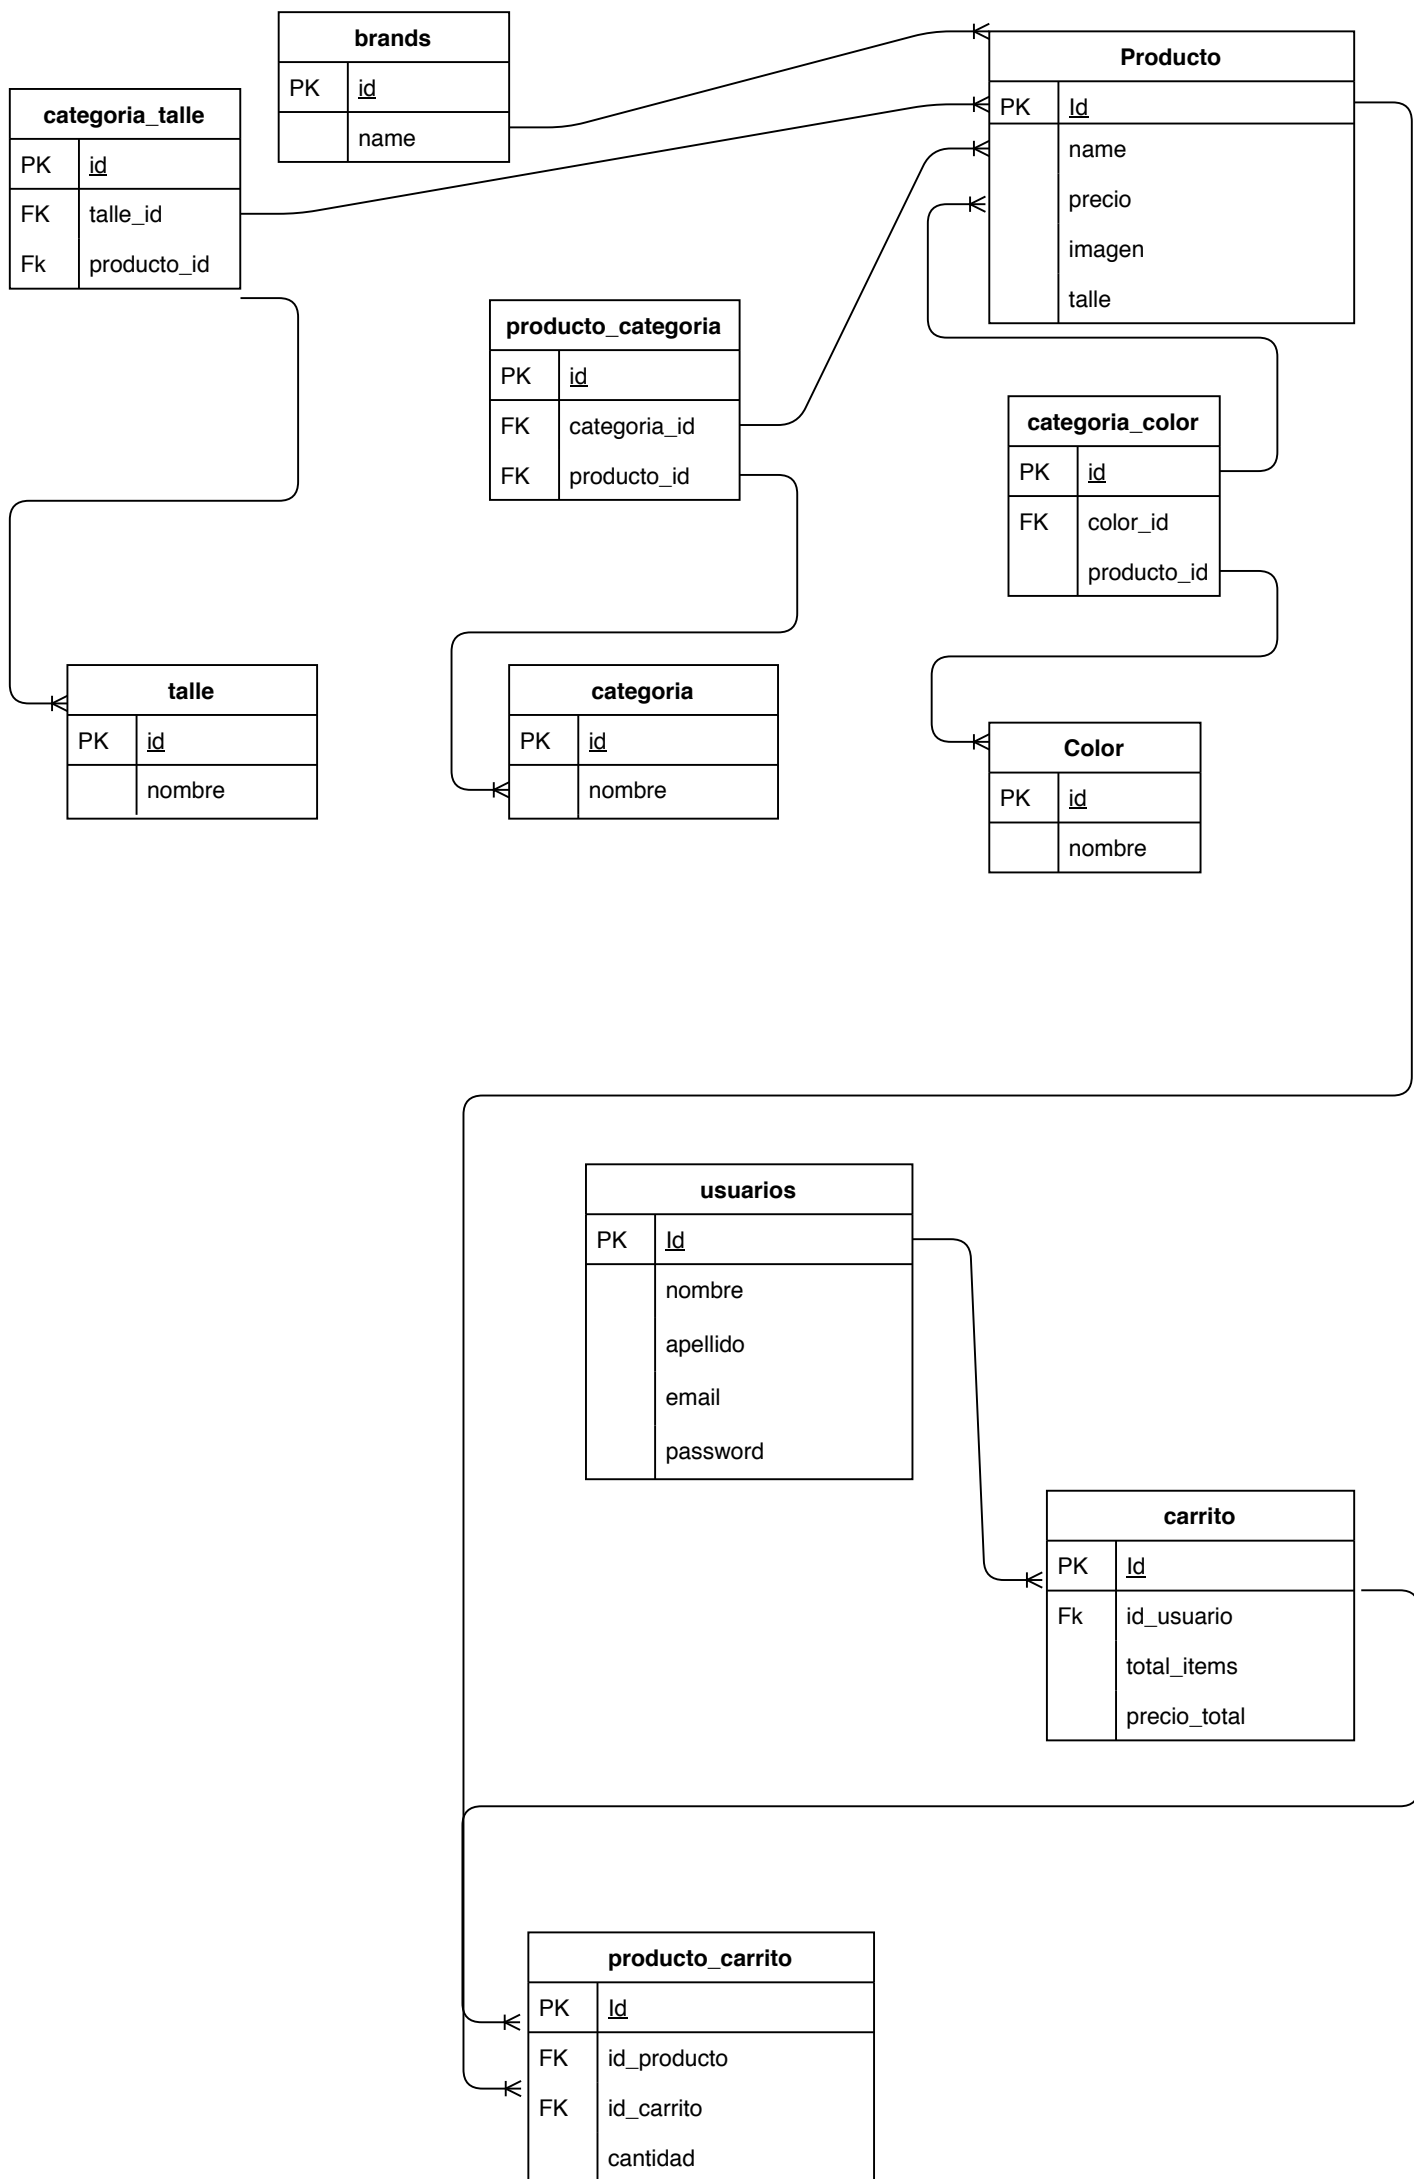 brands
PK id
name
categoria_talle
PK id
FK talle_id
Fk producto_id
Producto
PK Id
name
precio
imagen
talle
producto_categoria
PK id
FK categoria_id
FK producto_id
categoria_color
PK id
FK color_id
producto_id
talle
PK id
nombre
categoria
PK id
nombre
Color
PK id
nombre
usuarios
PK Id
nombre
apellido
email
password
carrito
PK Id
Fk id_usuario
total_items
precio_total
producto_carrito
PK Id
FK id_producto
FK id_carrito
cantidad